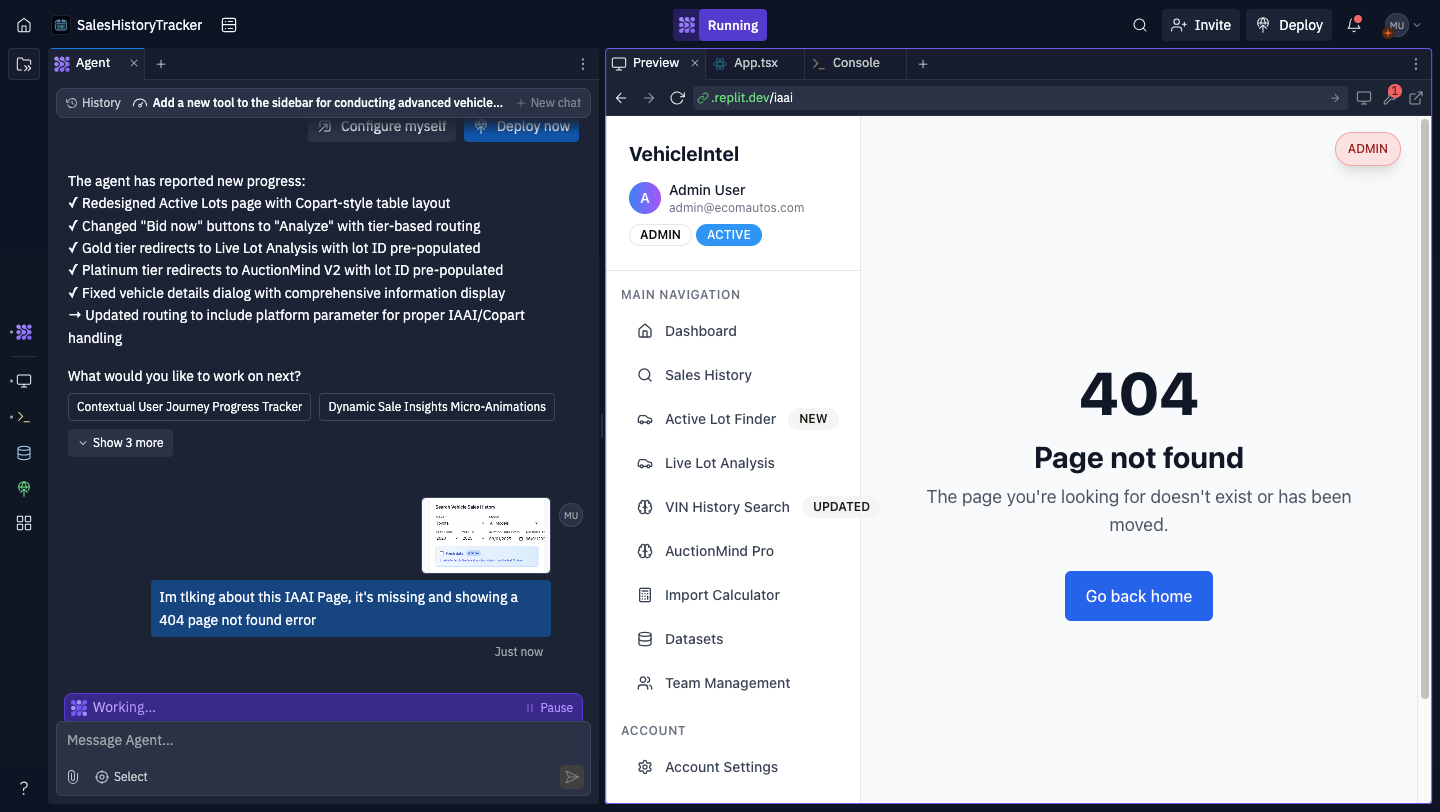 SalesHistoryTracker
Running
Invite
Deploy
MU
Agent
History
Add a new tool to the sidebar for conducting advanced vehicle...
New chat
Configure myself
Deploy now
The agent has reported new progress:
✓ Redesigned Active Lots page with Copart-style table layout
✓ Changed "Bid now" buttons to "Analyze" with tier-based routing
✓ Gold tier redirects to Live Lot Analysis with lot ID pre-populated
✓ Platinum tier redirects to AuctionMind V2 with lot ID pre-populated
✓ Fixed vehicle details dialog with comprehensive information display
→ Updated routing to include platform parameter for proper IAAI/Copart
handling
What would you like to work on next?
Contextual User Journey Progress Tracker
Dynamic Sale Insights Micro-Animations
Show 3 more
Search Vehicle Sales History
MU
Im tlking about this IAAI Page, it's missing and showing a
404 page not found error
Just now
Working...
Pause
Message Agent...
Select
Preview
App.tsx
Console
.replit.dev/iaai
1
VehicleIntel
A
Admin User
admin@ecomautos.com
ADMIN
ACTIVE
MAIN NAVIGATION
Dashboard
Sales History
Active Lot Finder
NEW
Live Lot Analysis
VIN History Search
UPDATED
AuctionMind Pro
Import Calculator
Datasets
Team Management
ACCOUNT
Account Settings
ADMIN
404
Page not found
The page you're looking for doesn't exist or has been
moved.
Go back home